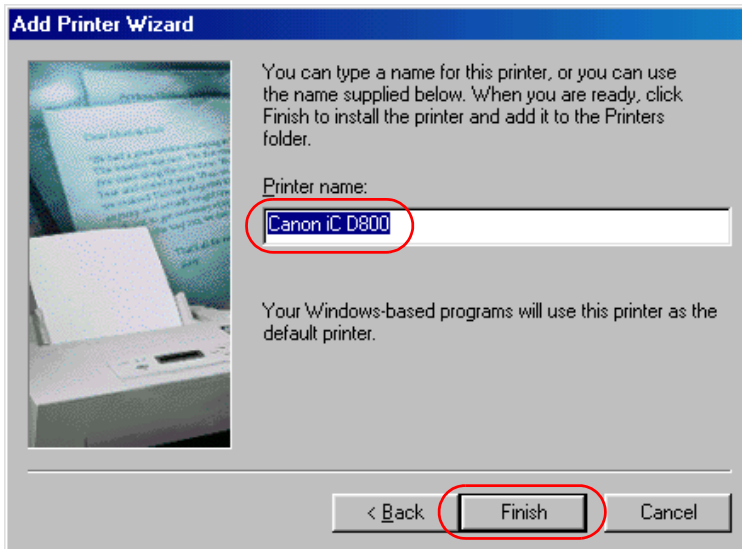 Add Printer Wizard
You can type a name for this printer, or you can use
the name supplied below. When you are ready, click
Finish to install the printer and add it to the Printers
folder.
Printer name:
Canon iC D800
Your Windows-based programs will use this printer as the
default printer.
< Back Finish Cancel